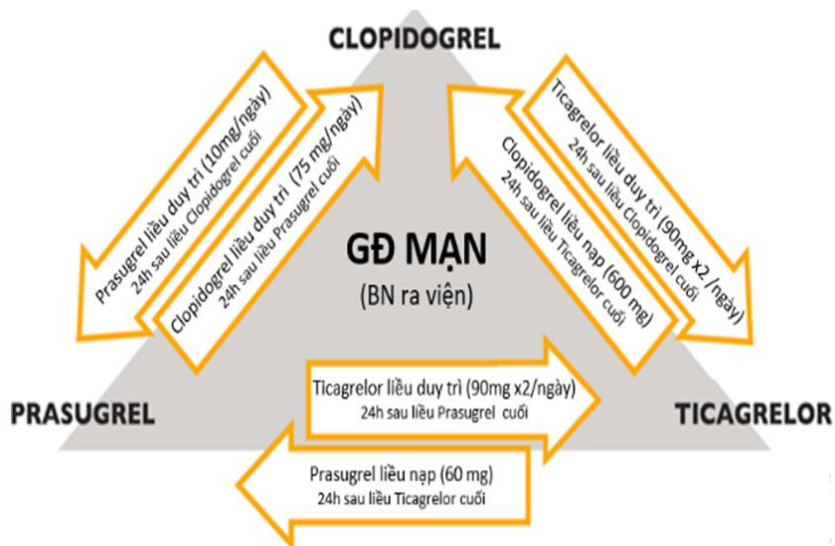 CLOPIDOGREL
Prasugrel liều duy trì (10mg/ngày)
24h sau liều Clopidogrel cuối
Clopidogrel liều duy trì (75 mg/ngày)
24h sau liều Prasugrel cuối
Ticagrelor liều duy trì (90mg x2 /ngày)
24h sau liều Clopidogrel cuối
Clopidogrel liều nạp (600 mg)
24h sau liều Ticagrelor cuối
GĐ MẠN
(BN ra viện)
PRASUGREL
TICAGRELOR
Ticagrelor liều duy trì (90mg x2/ngày)
24h sau liều Prasugrel cuối
Prasugrel liều nạp (60 mg)
24h sau liều Ticagrelor cuối